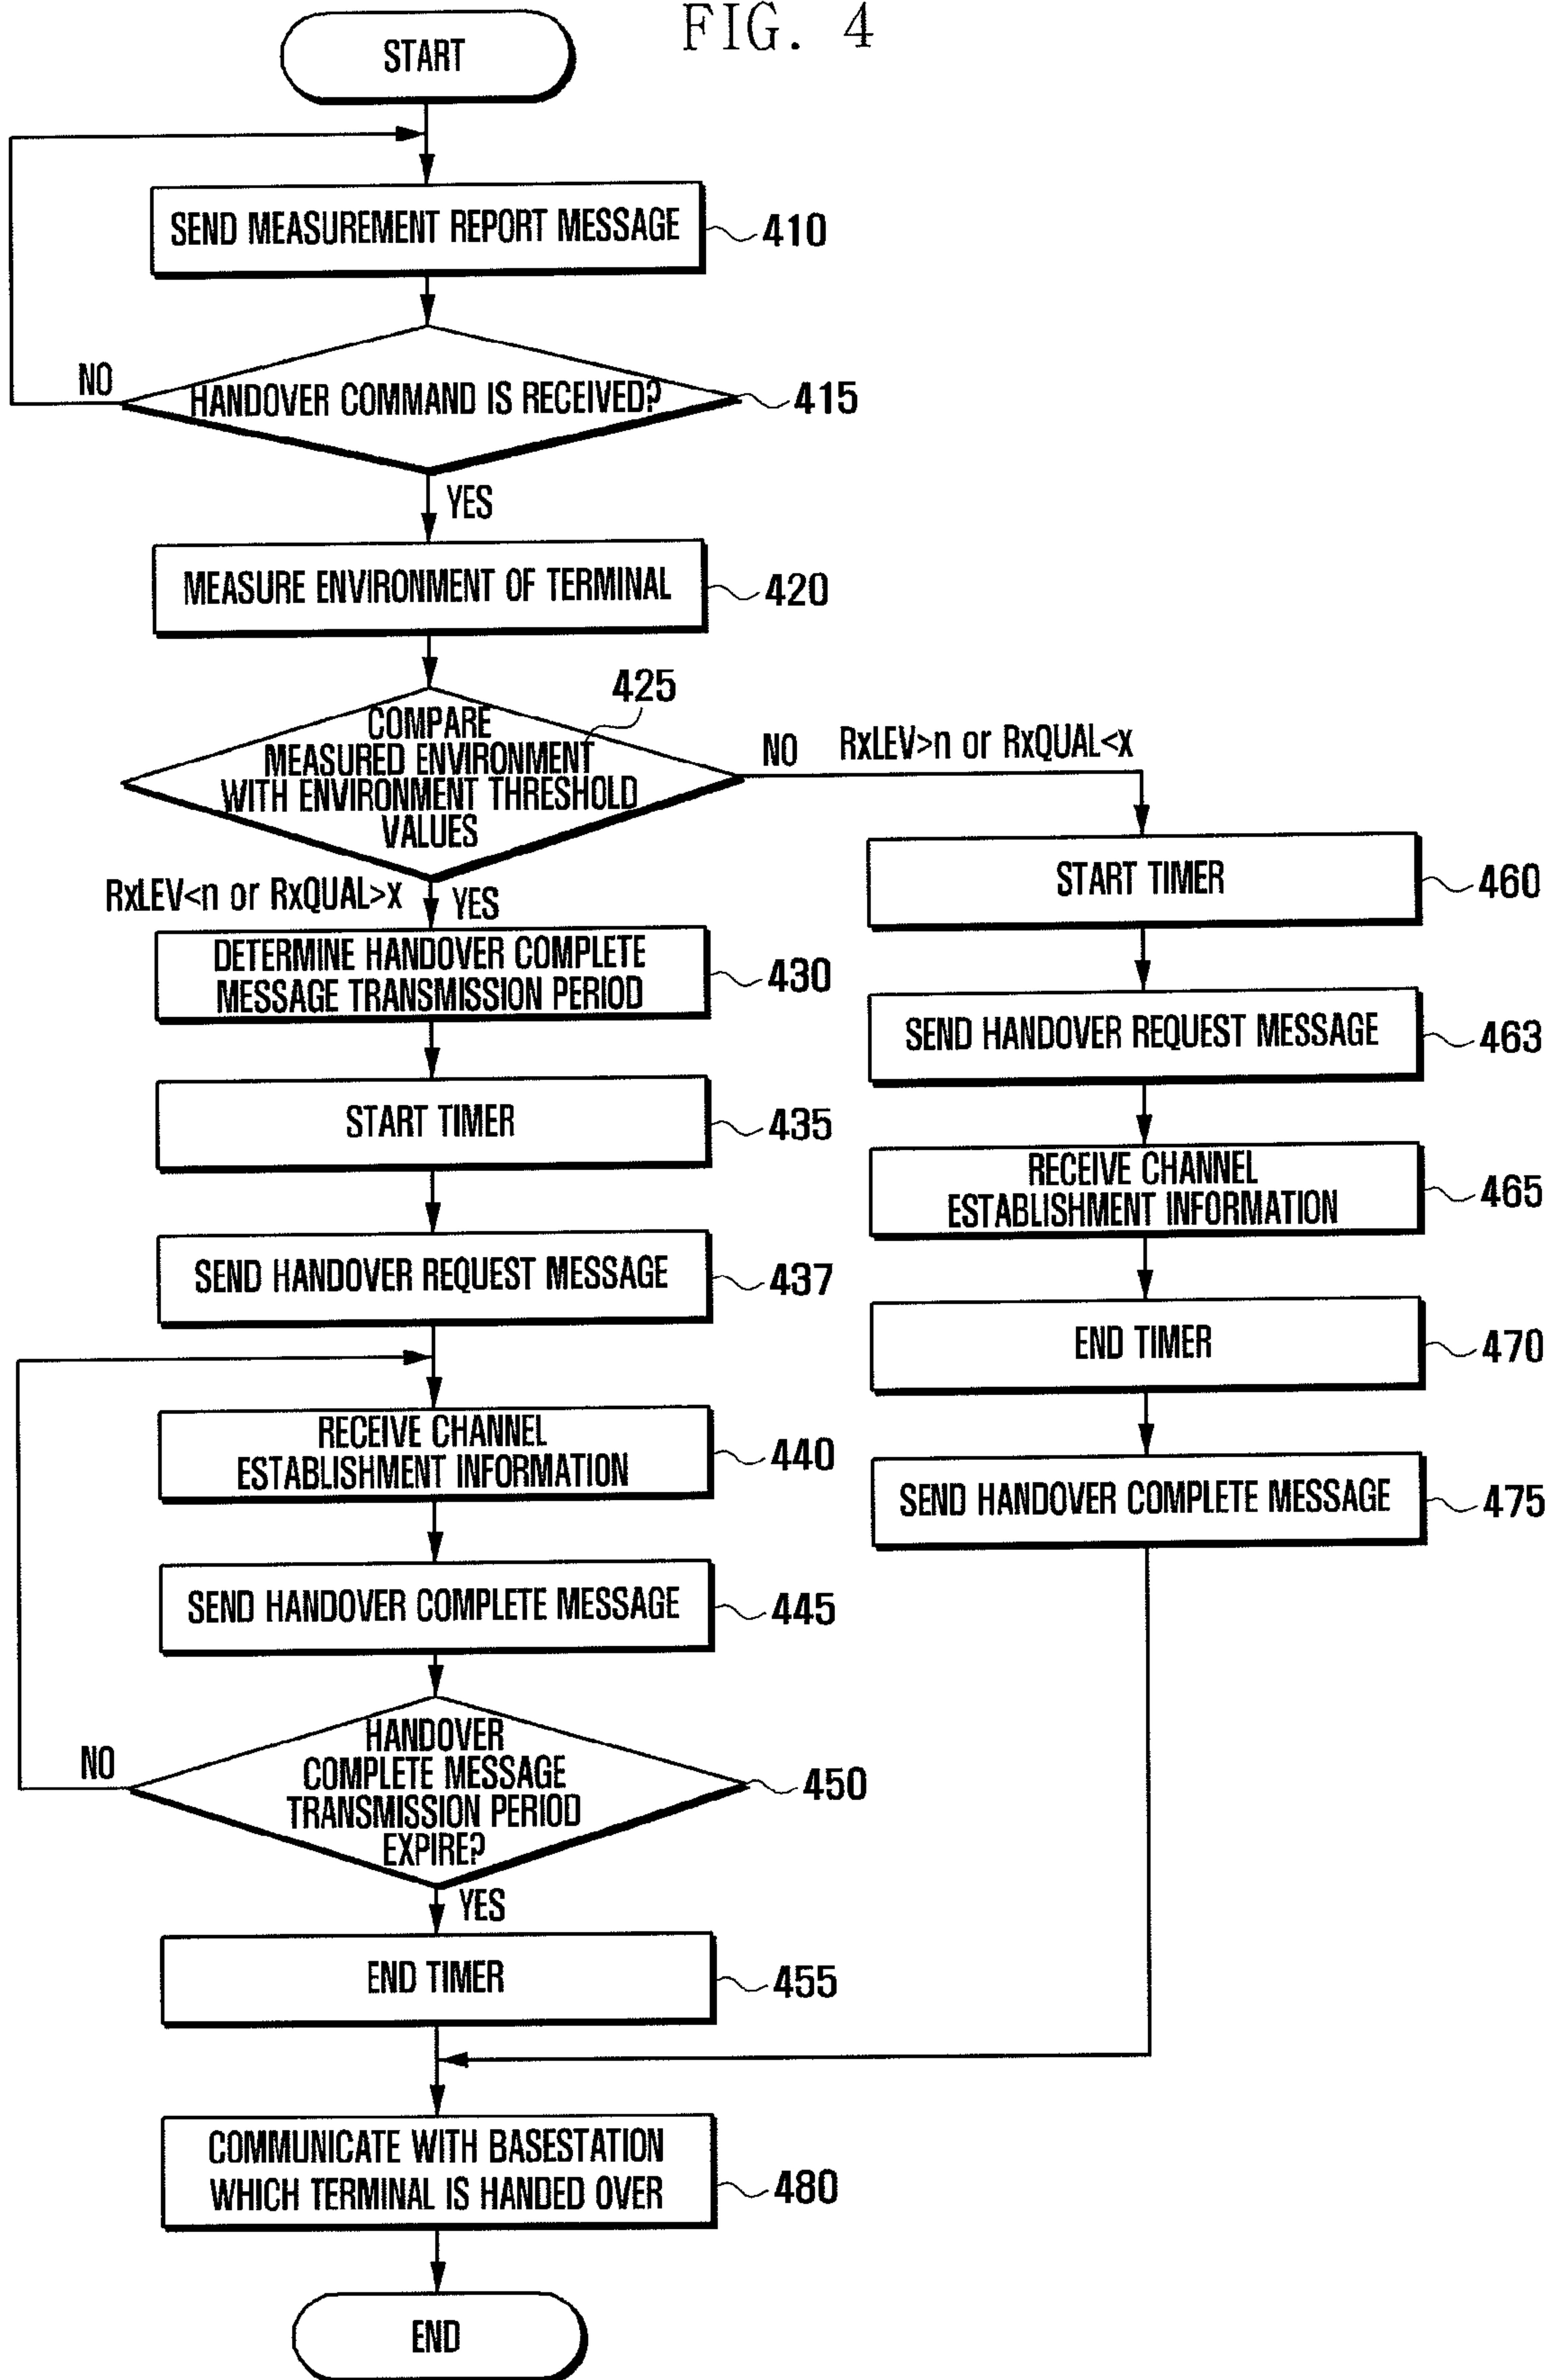 FIG. 4
START
SEND MEASUREMENT REPORT MESSAGE
410
NO
HANDOVER COMMAND IS RECEIVED?
415
YES
MEASURE ENVIRONMENT OF TERMINAL
420
425
COMPARE
MEASURED ENVIRONMENT
WITH ENVIRONMENT THRESHOLD
VALUES
NO
RxLEV>n or RxQUAL<x
RxLEV<n or RxQUAL>x
YES
DETERMINE HANDOVER COMPLETE
MESSAGE TRANSMISSION PERIOD
430
START TIMER
435
SEND HANDOVER REQUEST MESSAGE
437
RECEIVE CHANNEL
ESTABLISHMENT INFORMATION
440
SEND HANDOVER COMPLETE MESSAGE
445
NO
HANDOVER
COMPLETE MESSAGE
TRANSMISSION PERIOD
EXPIRE?
450
YES
END TIMER
455
START TIMER
460
SEND HANDOVER REQUEST MESSAGE
463
RECEIVE CHANNEL
ESTABLISHMENT INFORMATION
465
END TIMER
470
SEND HANDOVER COMPLETE MESSAGE
475
COMMUNICATE WITH BASESTATION
WHICH TERMINAL IS HANDED OVER
480
END